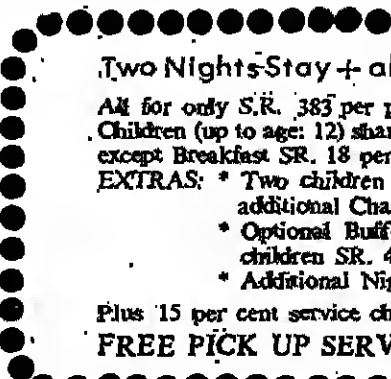 Two Nights Stay + al
All for only S.R. 383 per p
Children (up to age: 12) shar
except Breakfast SR. 18 per
EXTRAS: * Two children
additional Cha
* Optional Buff
children SR. 4
* Additional Nig
Plus 15 per cent service ch
FREE PICK UP SERV